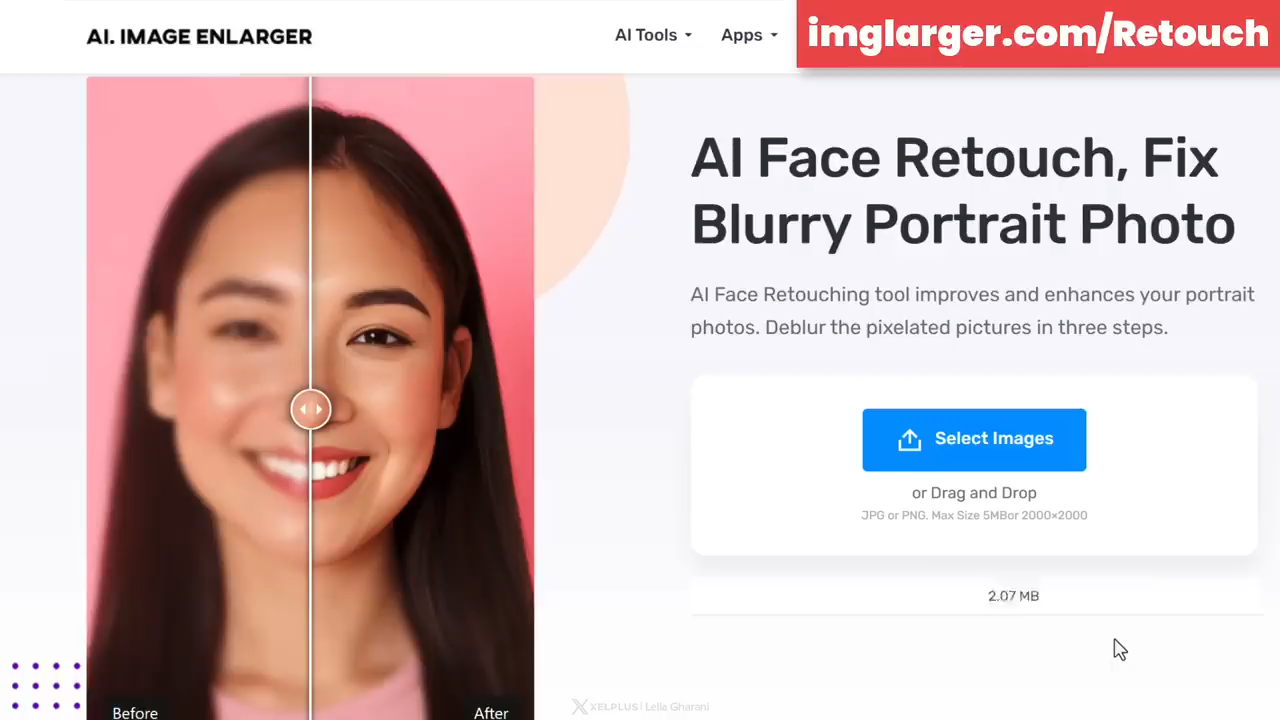 AI. IMAGE ENLARGER
AI Tools
Apps
imglarger.com/Retouch
AI Face Retouch, Fix
Blurry Portrait Photo
AI Face Retouching tool improves and enhances your portrait
photos. Deblur the pixelated pictures in three steps.
Select Images
or Drag and Drop
JPG or PNG. Max Size 5MBor 2000×2000
2.07 MB
Before
After
XELPLUS | Leila Gharani